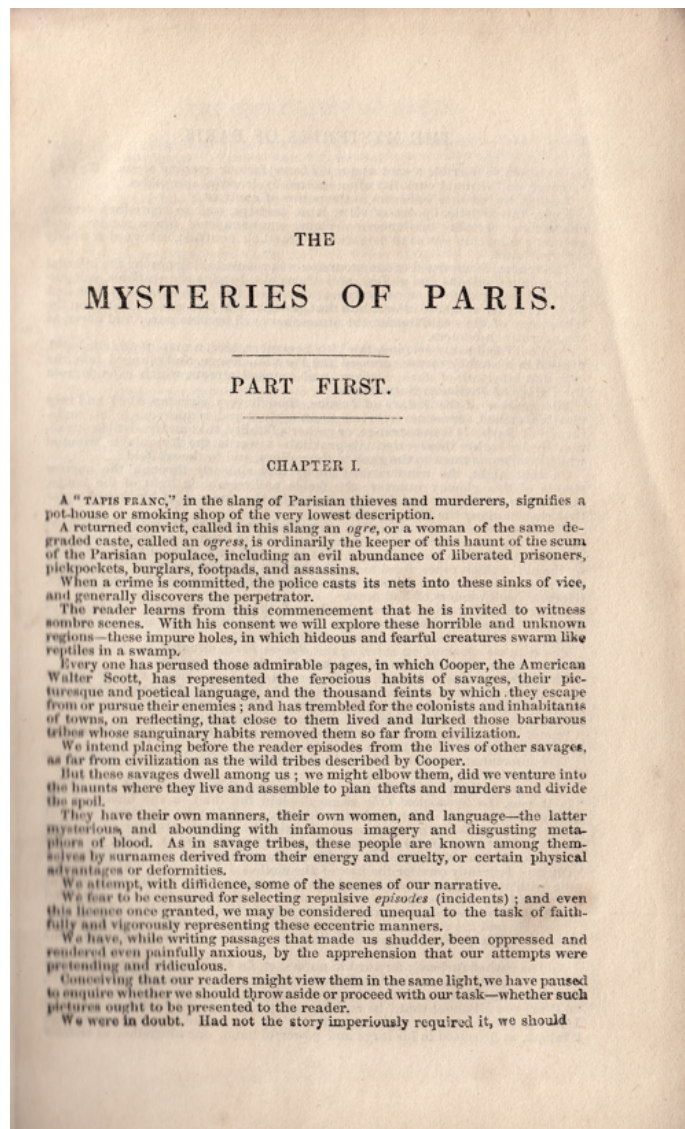 THE
MYSTERIES OF PARIS.
PART FIRST.
CHAPTER I.
A "TAPIS FRANC," in the slang of Parisian thieves and murderers, signifies a
pot-house or smoking shop of the very lowest description.
A returned convict, called in this slang an ogre, or a woman of the same de-
graded caste, called an ogress, is ordinarily the keeper of this haunt of the scum
of the Parisian populace, including an evil abundance of liberated prisoners,
pickpockets, burglars, footpads, and assassins.
When a crime is committed, the police casts its nets into these sinks of vice,
and generally discovers the perpetrator.
The reader learns from this commencement that he is invited to witness
sombre scenes. With his consent we will explore these horrible and unknown
regions—these impure holes, in which hideous and fearful creatures swarm like
reptiles in a swamp.
Every one has perused those admirable pages, in which Cooper, the American
Walter Scott, has represented the ferocious habits of savages, their pic-
turesque and poetical language, and the thousand feints by which they escape
from or pursue their enemies ; and has trembled for the colonists and inhabitants
of towns, on reflecting, that close to them lived and lurked those barbarous
tribes whose sanguinary habits removed them so far from civilization.
We intend placing before the reader episodes from the lives of other savages,
as far from civilization as the wild tribes described by Cooper.
But these savages dwell among us ; we might elbow them, did we venture into
the haunts where they live and assemble to plan thefts and murders and divide
the spoil.
They have their own manners, their own women, and language—the latter
mysterious, and abounding with infamous imagery and disgusting meta-
phors of blood. As in savage tribes, these people are known among them-
selves by surnames derived from their energy and cruelty, or certain physical
advantages or deformities.
We attempt, with diffidence, some of the scenes of our narrative.
We fear to be censured for selecting repulsive episodes (incidents) ; and even
this licence once granted, we may be considered unequal to the task of faith-
fully and vigorously representing these eccentric manners.
We have, while writing passages that made us shudder, been oppressed and
rendered even painfully anxious, by the apprehension that our attempts were
pretending and ridiculous.
Conceiving that our readers might view them in the same light, we have paused
to enquire whether we should throw aside or proceed with our task—whether such
pictures ought to be presented to the reader.
We were in doubt. Had not the story imperiously required it, we should